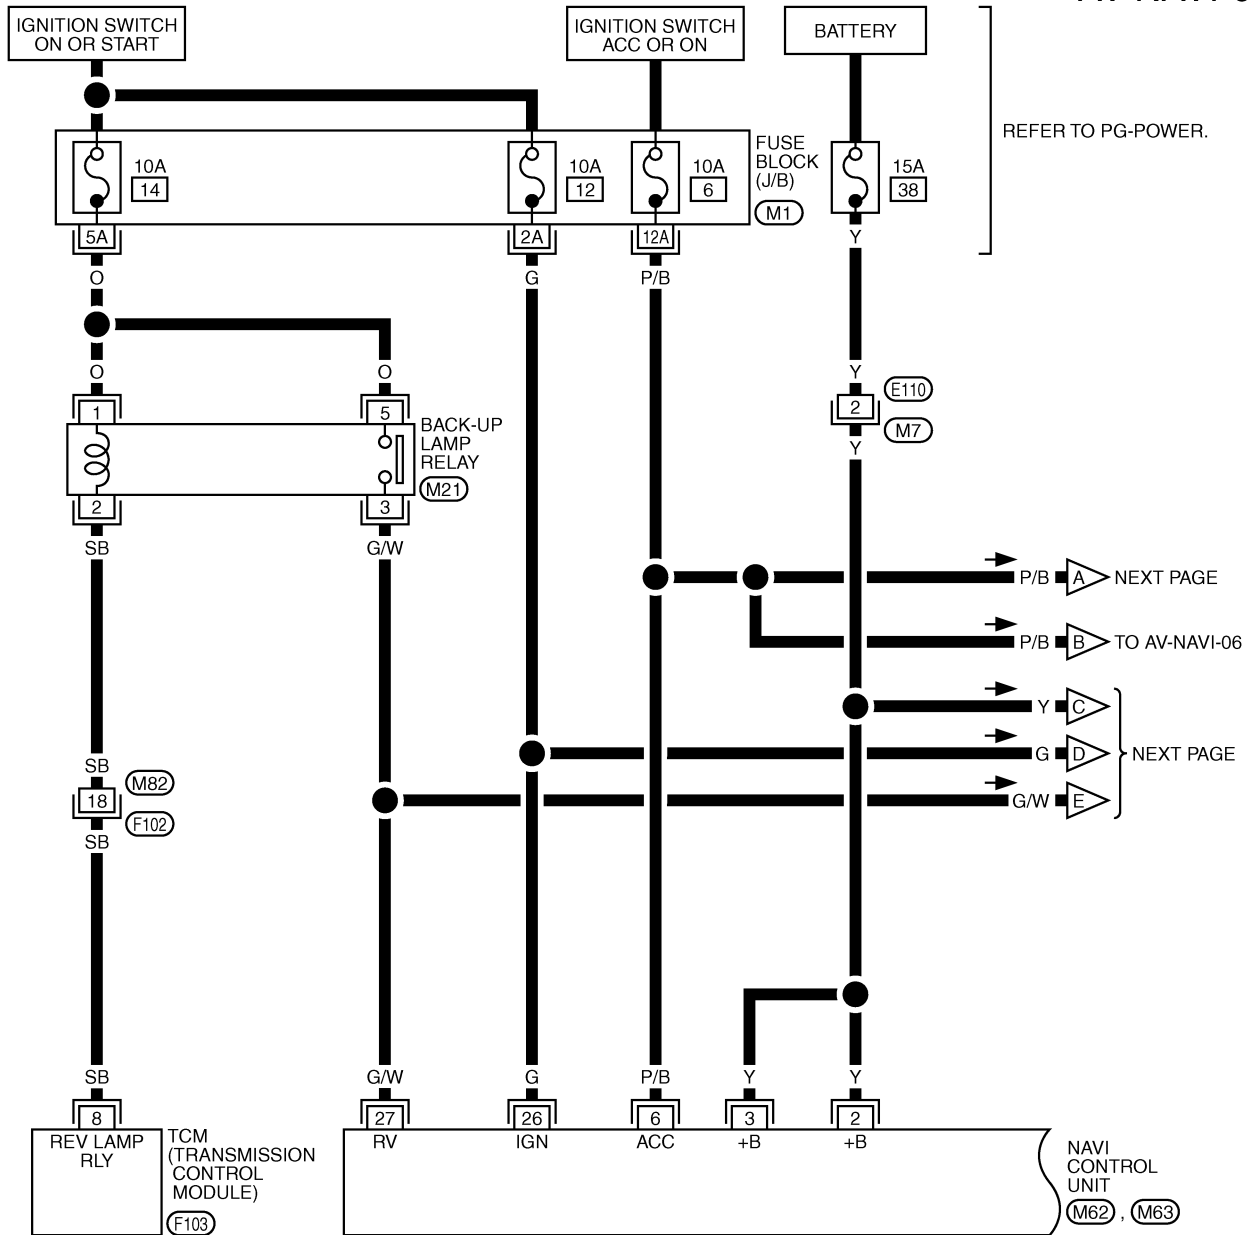 IGNITION SWITCH
ON OR START
IGNITION SWITCH
ACC OR ON
BATTERY
REFER TO PG-POWER.
10A
14
10A
12
10A
6
FUSE
BLOCK
(J/B)
M1
15A
38
5A
2A
12A
Y
O
G
P/B
O
O
Y
E110
1
5
2
M7
BACK-UP
LAMP
RELAY
M21
Y
2
3
SB
G/W
P/B
A
NEXT PAGE
P/B
B
TO AV-NAVI-06
Y
C
G
D
NEXT PAGE
G/W
E
SB
M82
18
F102
SB
SB
G/W
G
P/B
Y
Y
8
27
26
6
3
2
REV LAMP
RLY
TCM
(TRANSMISSION
CONTROL
MODULE)
F103
RV
IGN
ACC
+B
+B
NAVI
CONTROL
UNIT
M62 , M63